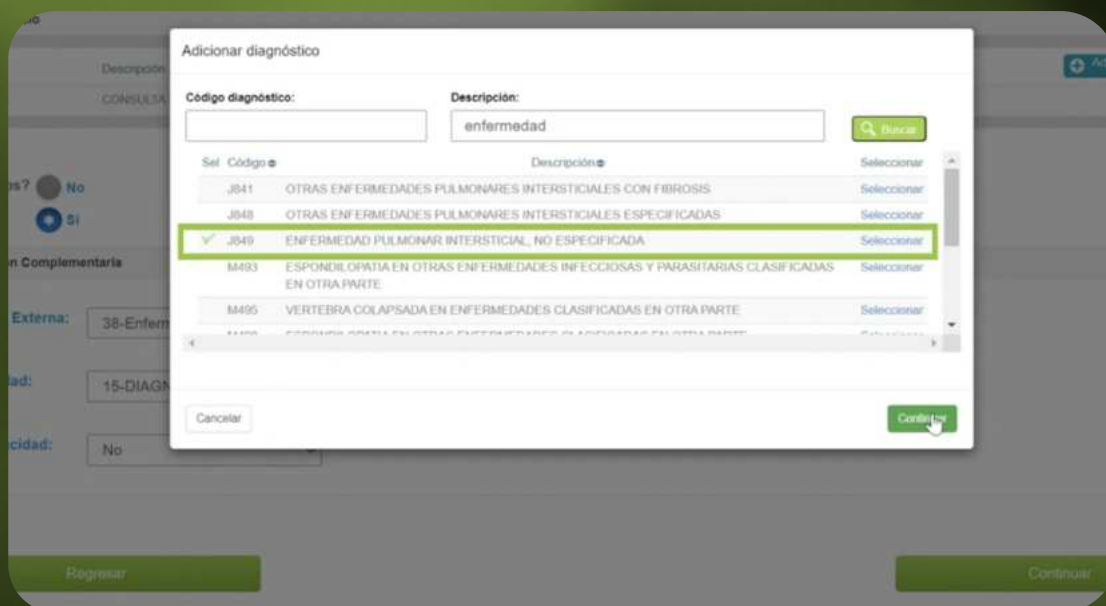 Adicionar diagnóstico
Descripción
CONSULTA
Código diagnóstico:
Descripción:
enfermedad
Buscar
Sel Código Descripción Seleccionar
J841 OTRAS ENFERMEDADES PULMONARES INTERSTICIALES CON FIBROSIS Seleccionar
J848 OTRAS ENFERMEDADES PULMONARES INTERSTICIALES ESPECIFICADAS Seleccionar
J849 ENFERMEDAD PULMONAR INTERSTICIAL, NO ESPECIFICADA Seleccionar
M493 ESPONDILOPATIA EN OTRAS ENFERMEDADES INFECCIOSAS Y PARASITARIAS CLASIFICADAS Seleccionar
EN OTRA PARTE
M495 VERTEBRA COLAPSADA EN ENFERMEDADES CLASIFICADAS EN OTRA PARTE Seleccionar
No
Si
n Complementaria
Externa:
38-Enferm
dad:
15-DIAGN
cidad:
No
Cancelar
Continuar
Regresar
Continuar